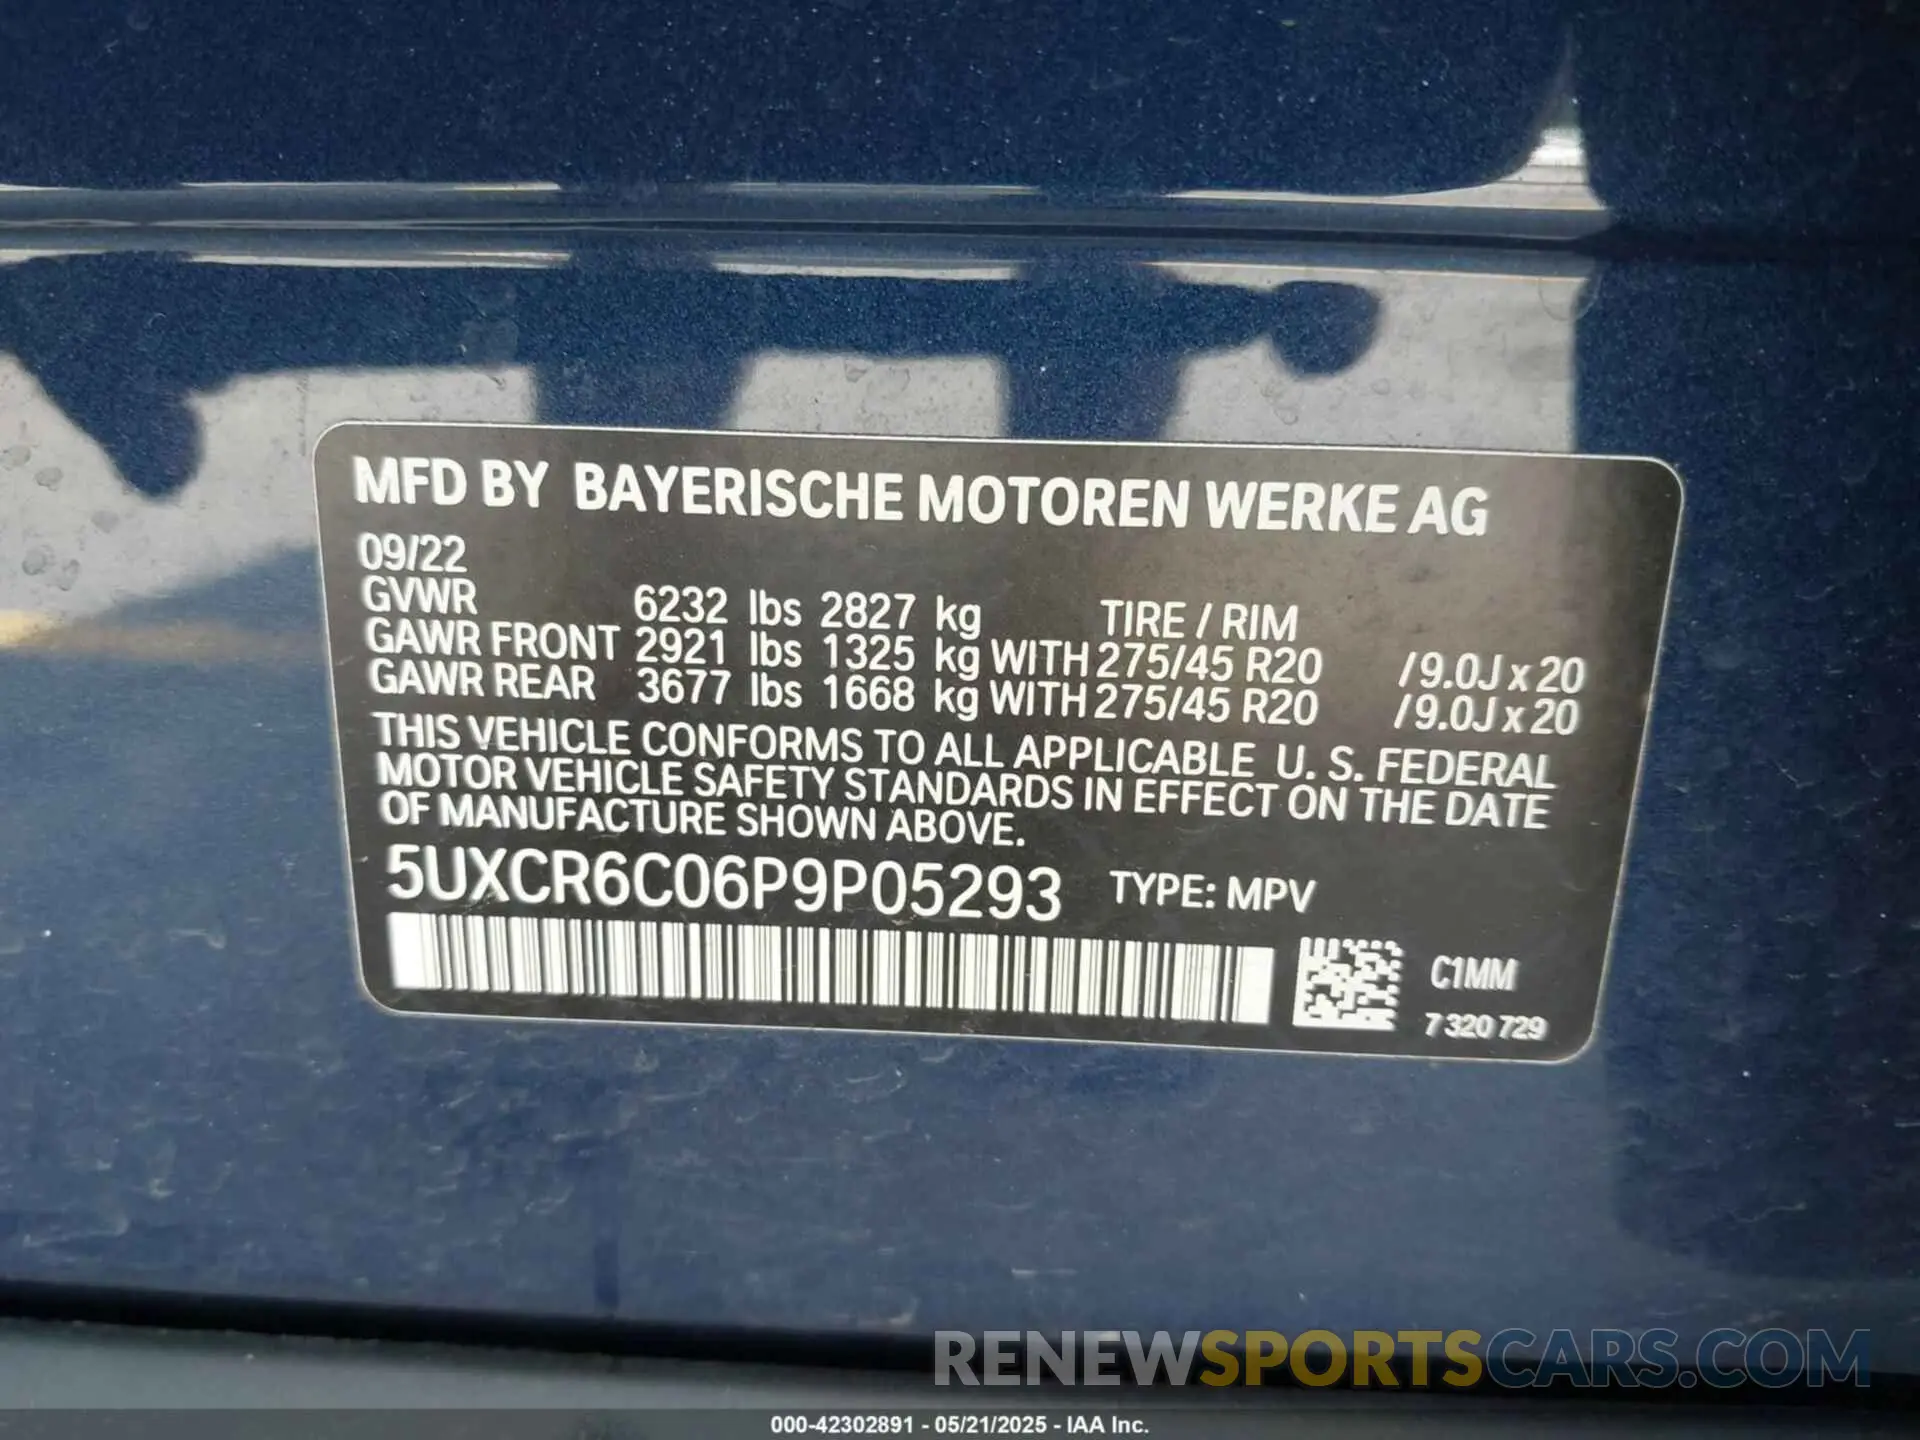 MFD BY BAYERISCHE MOTOREN WERKE AG
09/22
GVWR 6232 lbs 2827 kg TIRE / RIM
GAWR FRONT 2921 lbs 1325 kg WITH 275/45 R20 / 9.0J x 20
GAWR REAR 3677 lbs 1668 kg WITH 275/45 R20 / 9.0J x 20
THIS VEHICLE CONFORMS TO ALL APPLICABLE U. S. FEDERAL
MOTOR VEHICLE SAFETY STANDARDS IN EFFECT ON THE DATE
OF MANUFACTURE SHOWN ABOVE.
5UXCR6C06P9P05293 TYPE: MPV
C1MM
7 320 729
RENEWSPORTSCARS.COM
000-42302891 - 05/21/2025 - IAA Inc.